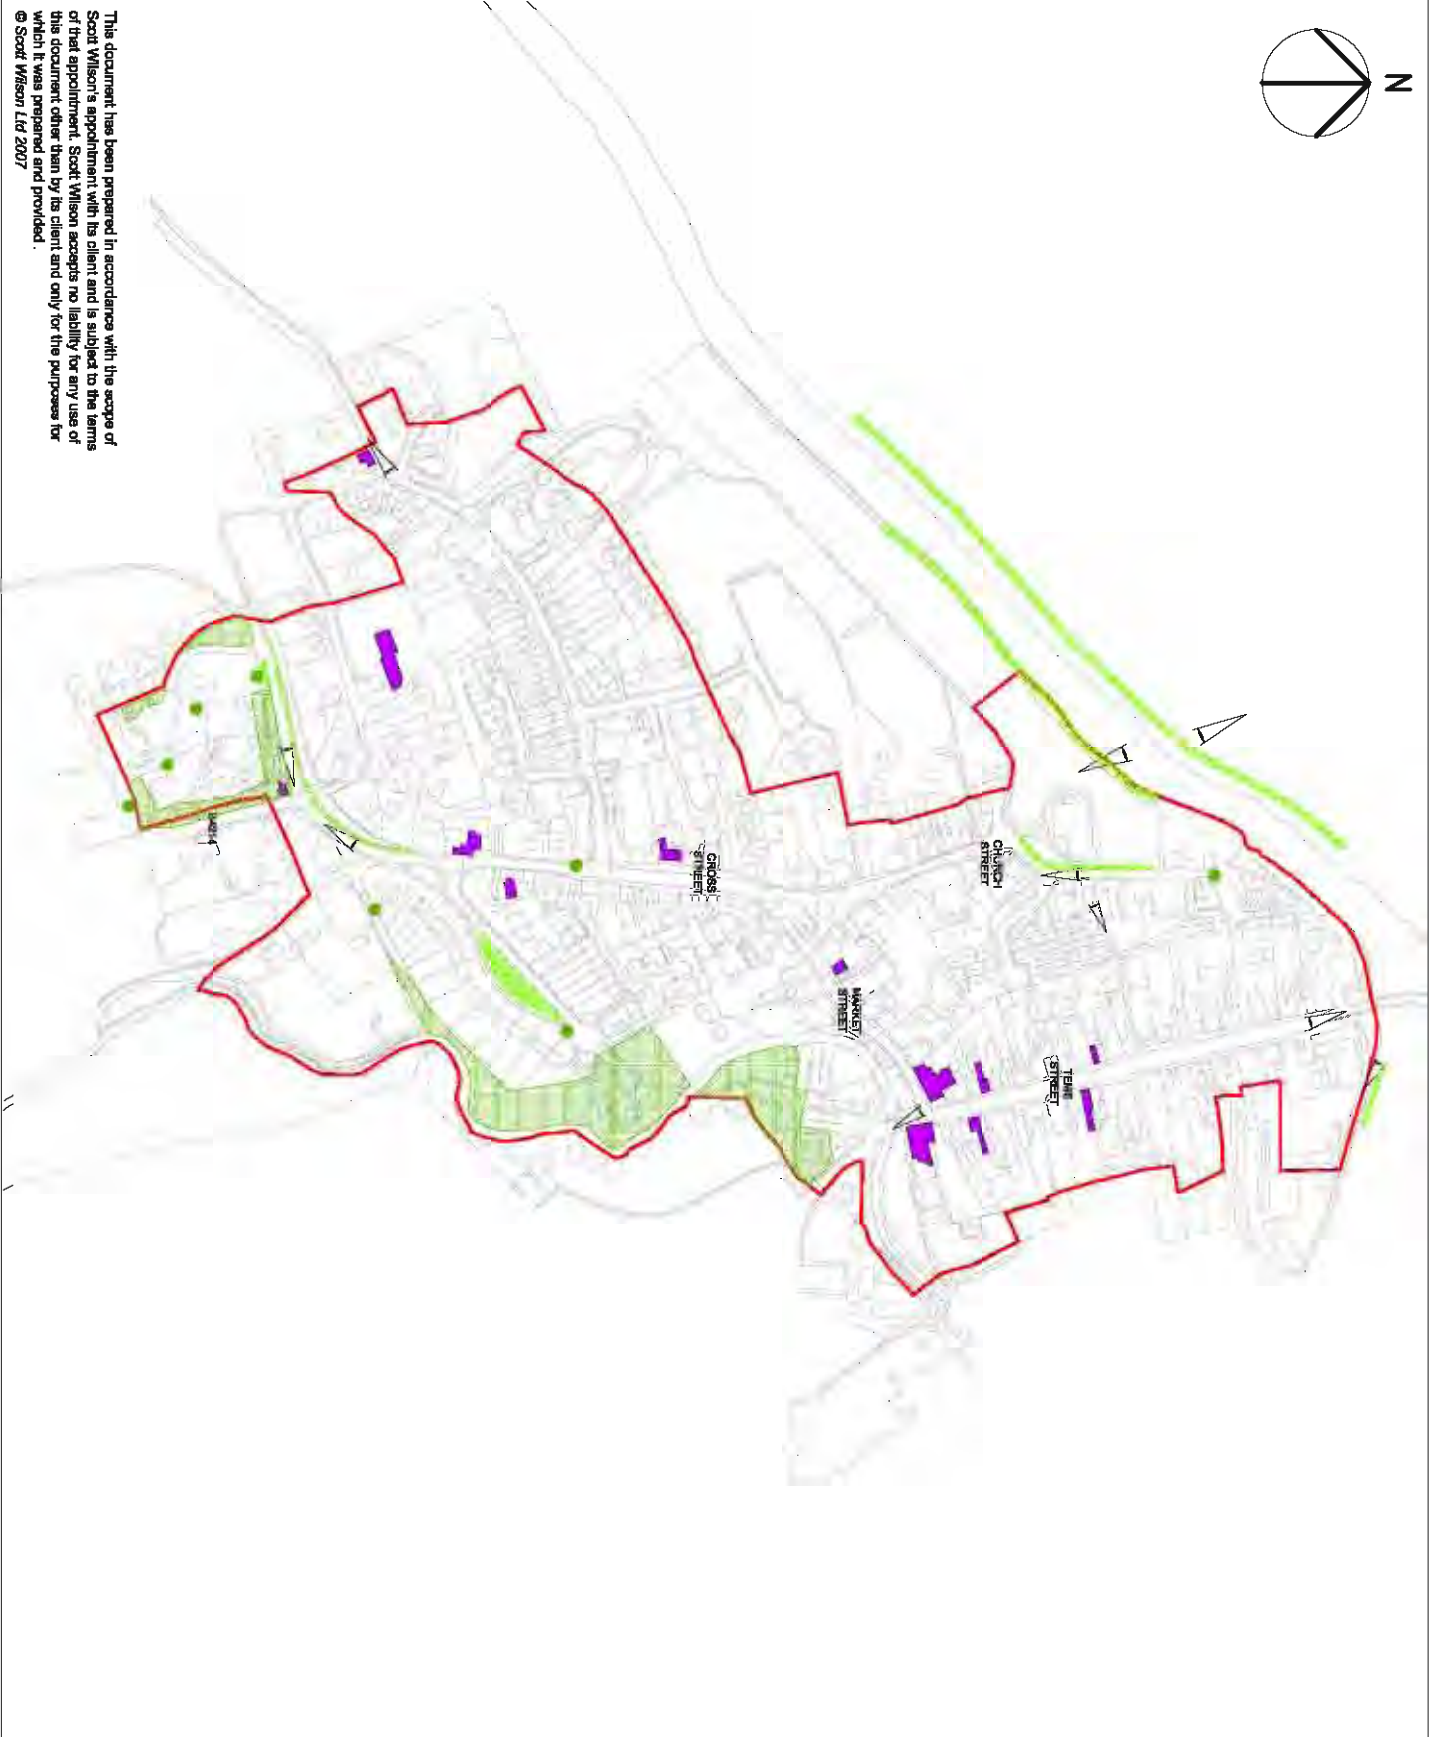 N
This document has been prepared in accordance with the scope of
Scott Wilson's appointment with its client and is subject to the terms
of that appointment. Scott Wilson accepts no liability for any use of
this document other than by its client and only for the purposes for
which it was prepared and provided.
© Scott Wilson Ltd 2007
CHURCH
STREET
CROSS
STREET
MARKET
STREET
TEME
STREET
B4214